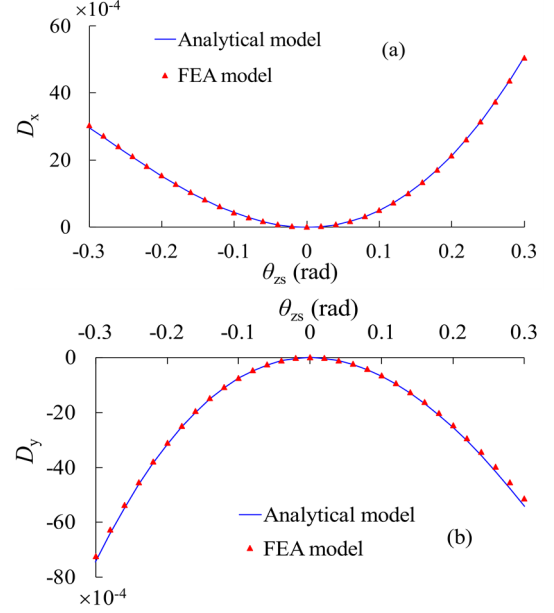 60 ×10⁻⁴
Analytical model
(a)
FEA model
40
Dₓ
20
0
-0.3 -0.2 -0.1 0 0.1 0.2 0.3
θzs (rad)
θzs (rad)
-0.3 -0.2 -0.1 0 0.1 0.2 0.3
0
-20
Dy
-40
Analytical model
(b)
FEA model
-60
-80
×10⁻⁴